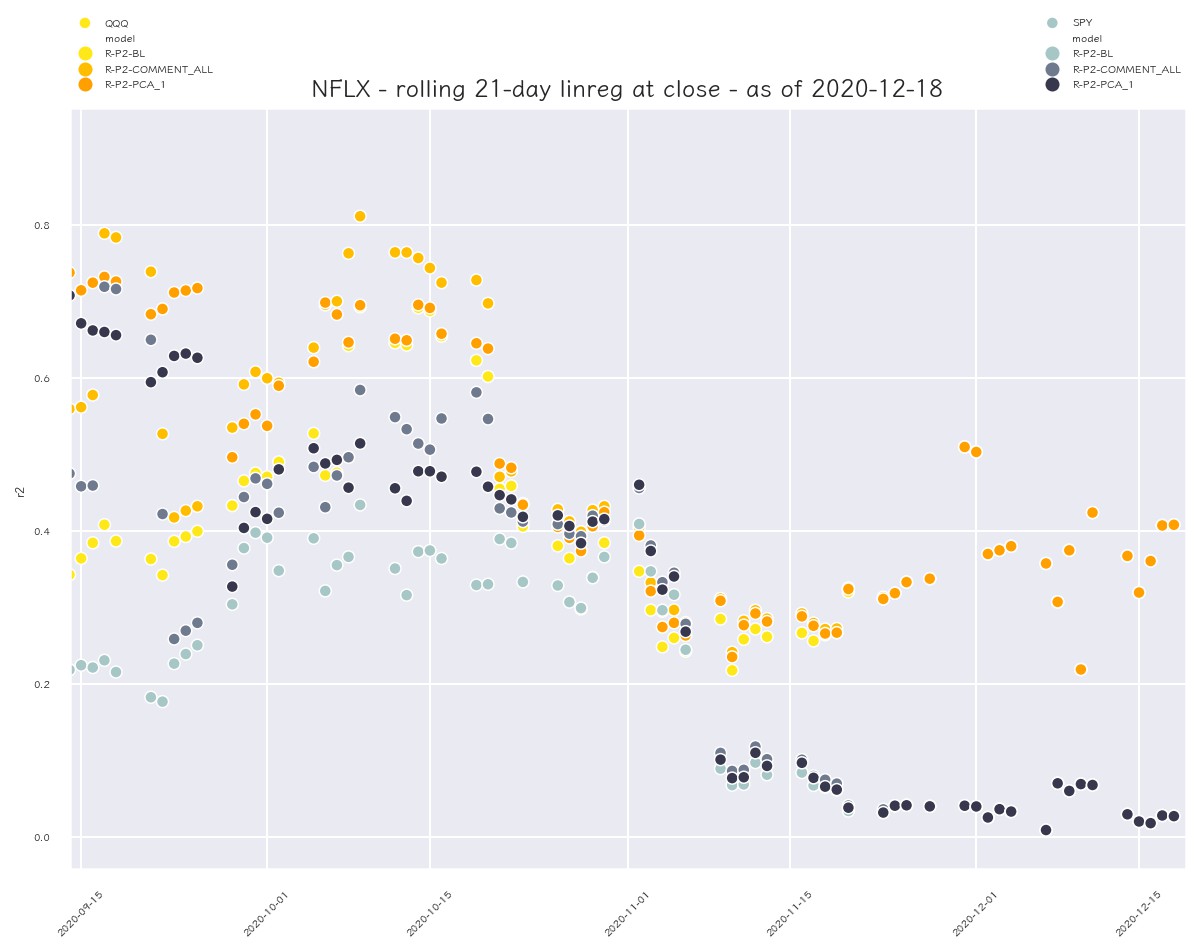 QQQ
model
R-P2-BL
R-P2-COMMENT_ALL
R-P2-PCA_1
SPY
model
R-P2-BL
R-P2-COMMENT_ALL
R-P2-PCA_1
NFLX - rolling 21-day linreg at close - as of 2020-12-18
r2
0.8
0.6
0.4
0.2
0.0
2020-09-15
2020-10-01
2020-10-15
2020-11-01
2020-11-15
2020-12-01
2020-12-15